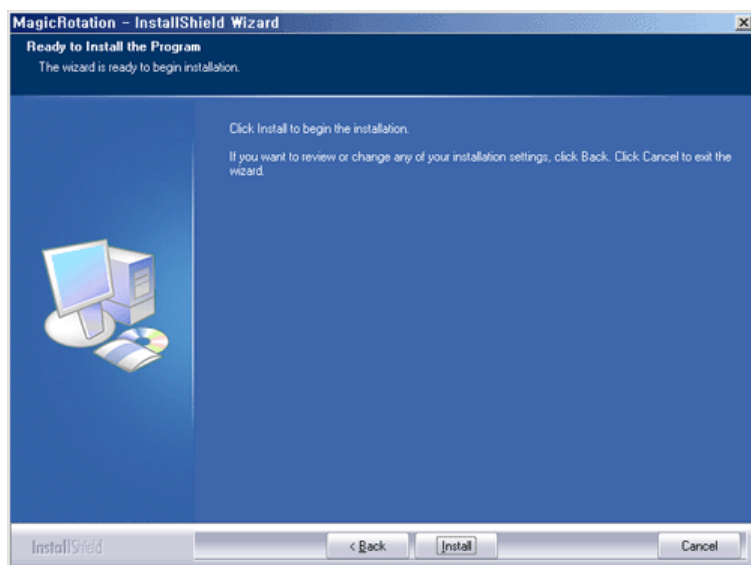 MagicRotation - InstallShield Wizard
Ready to Install the Program
The wizard is ready to begin installation.
Click Install to begin the installation.
If you want to review or change any of your installation settings, click Back. Click Cancel to exit the
wizard.
InstallShield
< Back
Install
Cancel